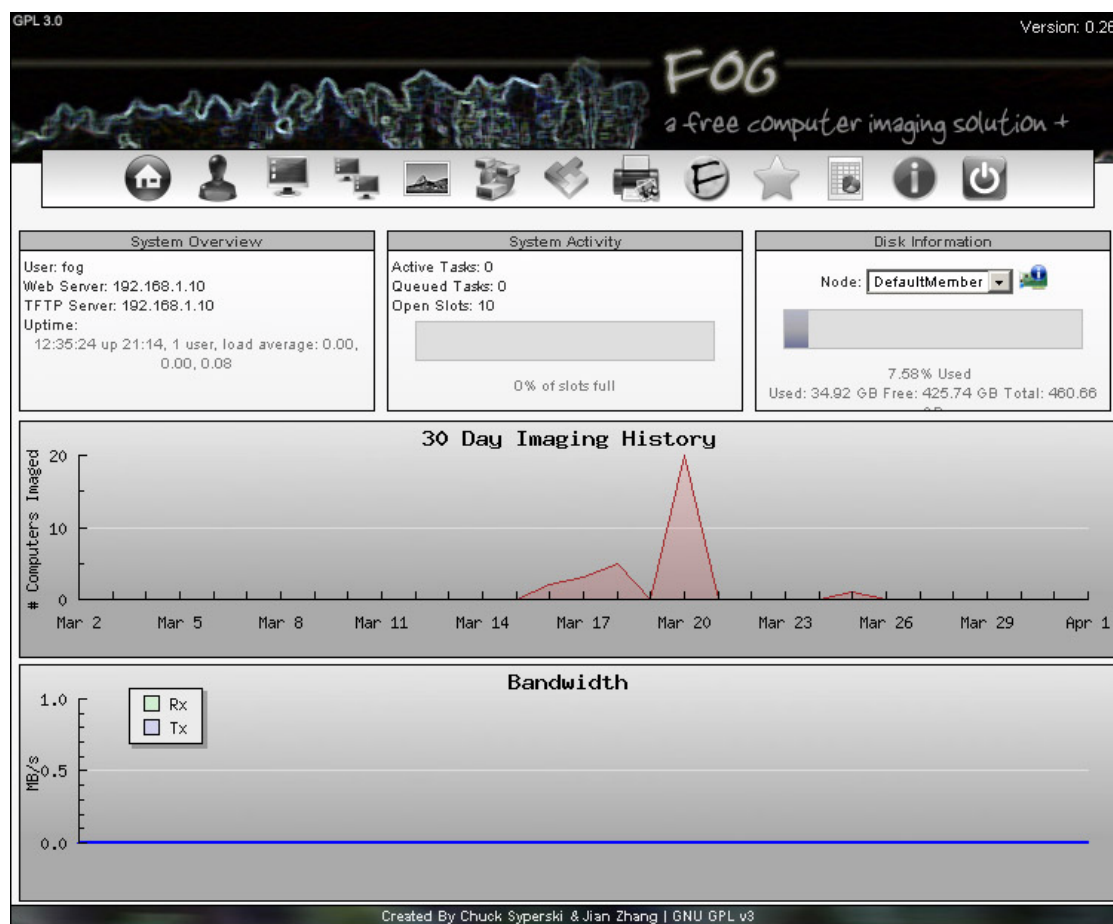 GPL 3.0
Version: 0.28
FOG
a free computer imaging solution +
System Overview
User: fog
Web Server: 192.168.1.10
TFTP Server: 192.168.1.10
Uptime:
12:35:24 up 21:14, 1 user, load average: 0.00,
0.00, 0.08
System Activity
Active Tasks: 0
Queued Tasks: 0
Open Slots: 10
0% of slots full
Disk Information
Node: DefaultMember
7.58% Used
Used: 34.92 GB Free: 425.74 GB Total: 460.66
30 Day Imaging History
# Computers Imaged
20
10
0
Mar 2 Mar 5 Mar 8 Mar 11 Mar 14 Mar 17 Mar 20 Mar 23 Mar 26 Mar 29 Apr 1
Bandwidth
MB/s
1.0
0.5
0.0
Rx
Tx
Created By Chuck Syperski & Jian Zhang | GNU GPL v3